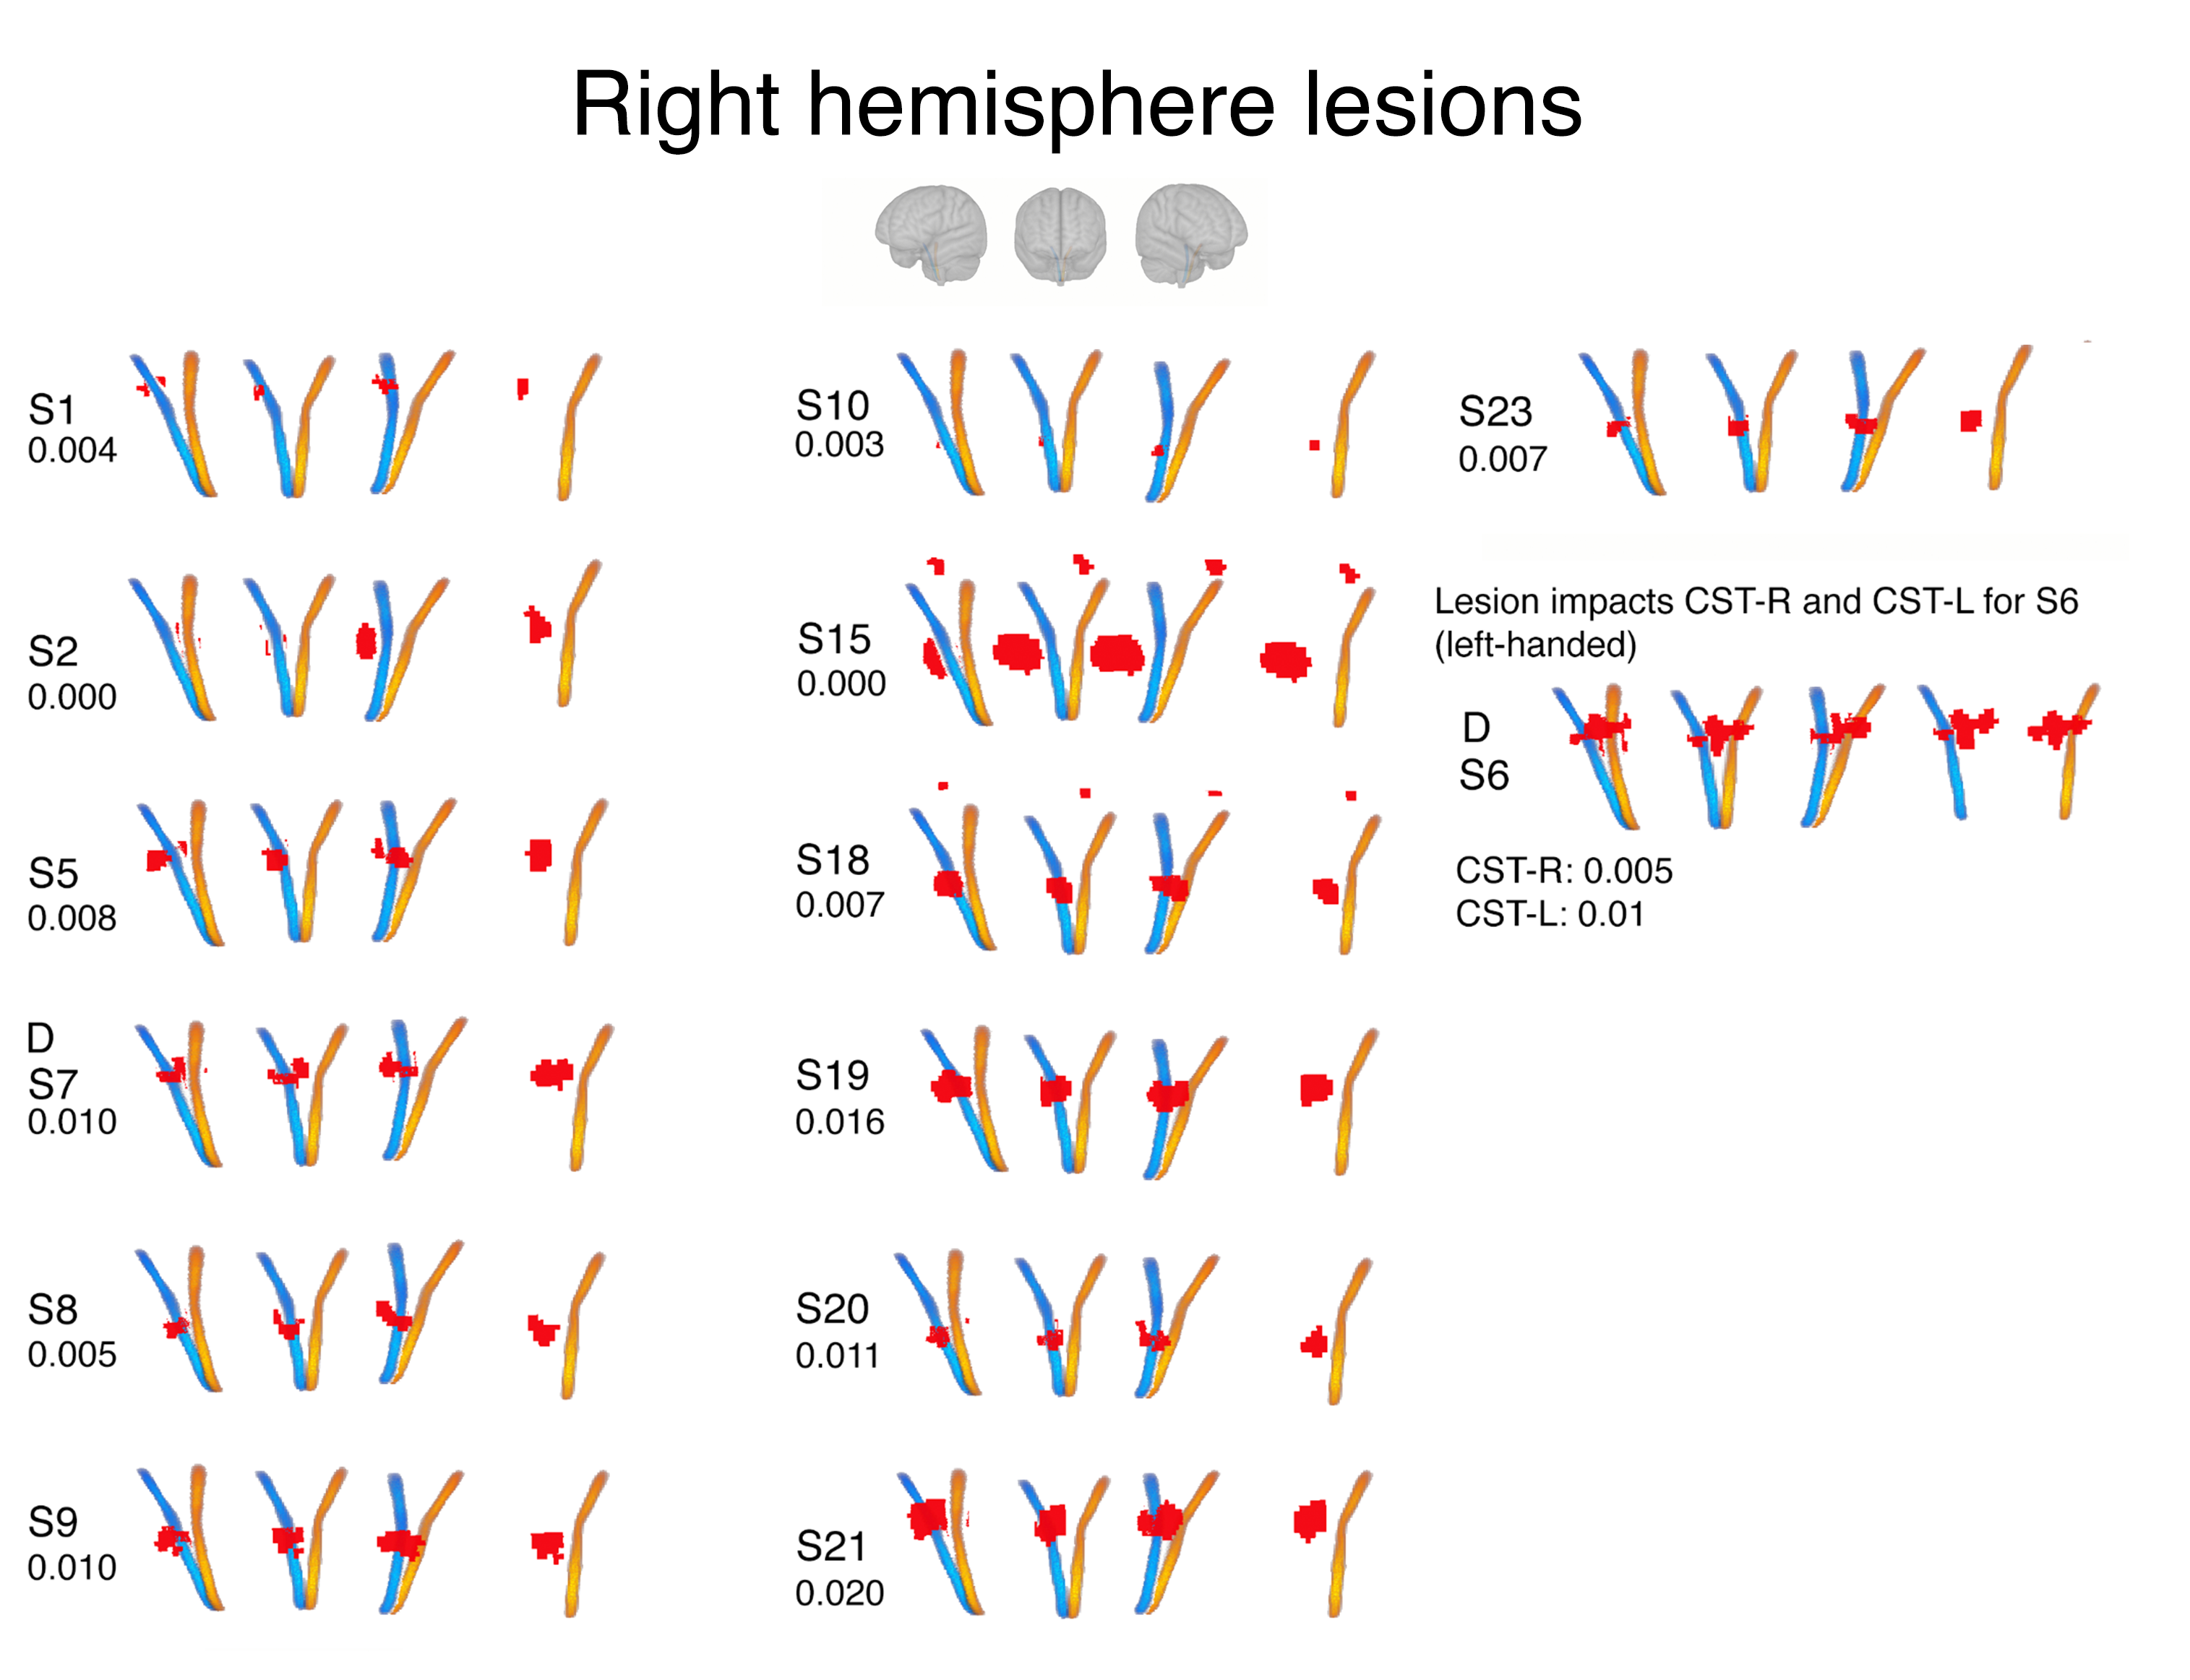 Right hemisphere lesions
S1
0.004
S2
0.000
S5
0.008
D
S7
0.010
S8
0.005
S9
0.010
S10
0.003
S15
0.000
S18
0.007
S19
0.016
S20
0.011
S21
0.020
S23
0.007
Lesion impacts CST-R and CST-L for S6
(left-handed)
D
S6
CST-R: 0.005
CST-L: 0.01